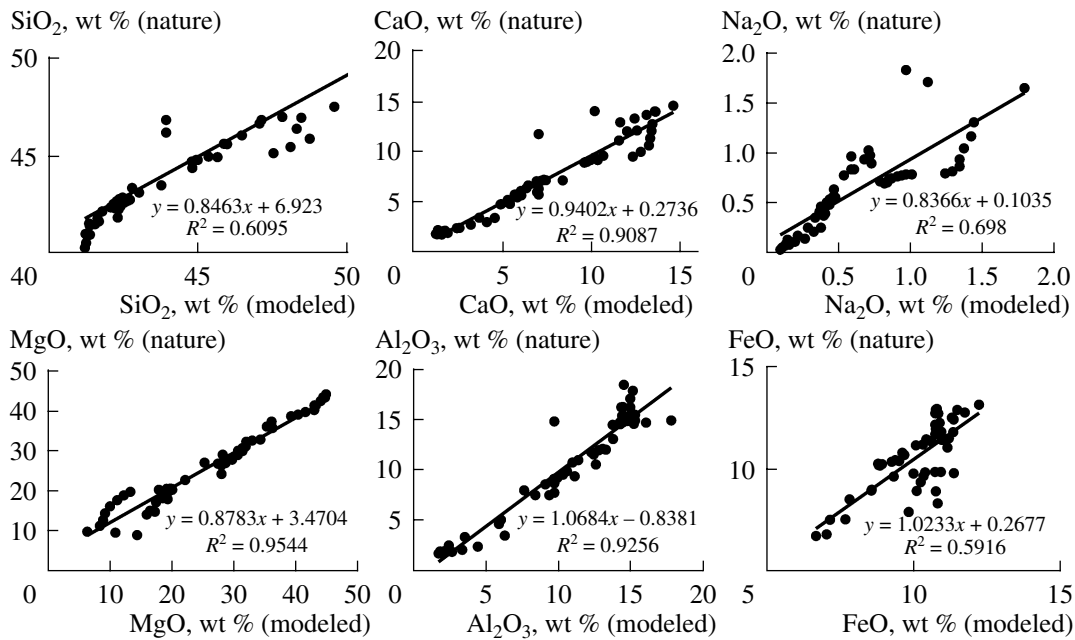 SiO₂, wt % (nature)
50
45
40
45
50
y = 0.8463x + 6.923
R² = 0.6095
SiO₂, wt % (modeled)
CaO, wt % (nature)
20
15
10
5
0
5
10
15
y = 0.9402x + 0.2736
R² = 0.9087
CaO, wt % (modeled)
Na₂O, wt % (nature)
2.0
1.5
1.0
0.5
0
0.5
1.0
1.5
2.0
y = 0.8366x + 0.1035
R² = 0.698
Na₂O, wt % (modeled)
MgO, wt % (nature)
50
40
30
20
10
0
10
20
30
40
50
y = 0.8783x + 3.4704
R² = 0.9544
MgO, wt % (modeled)
Al₂O₃, wt % (nature)
20
15
10
5
0
5
10
15
20
y = 1.0684x – 0.8381
R² = 0.9256
Al₂O₃, wt % (modeled)
FeO, wt % (nature)
15
10
5
10
15
y = 1.0233x + 0.2677
R² = 0.5916
FeO, wt % (modeled)